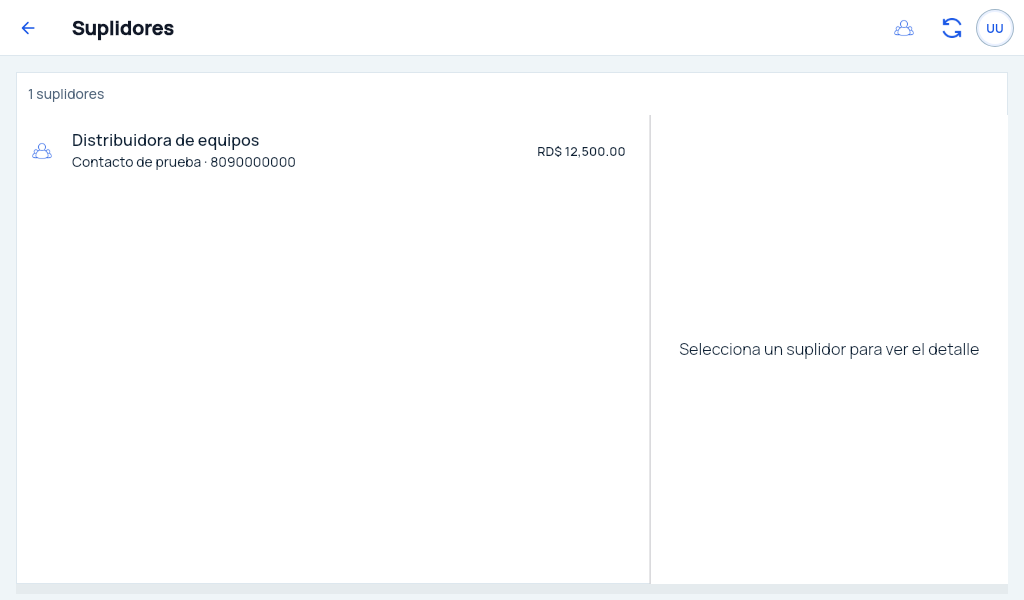 Suplidores
UU
1 suplidores
Distribuidora de equipos
Contacto de prueba · 8090000000
RD$ 12,500.00
Selecciona un suplidor para ver el detalle